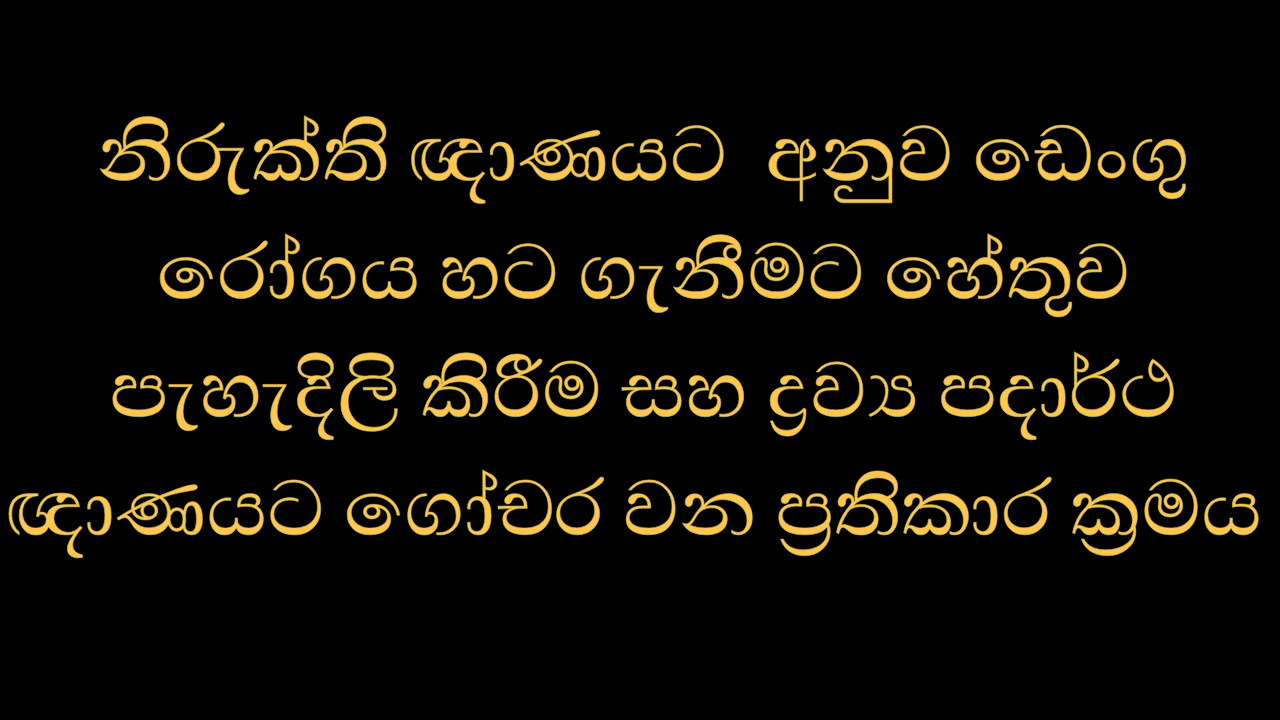 නිරුක්ති ඥාණයට අනුව ඩෙංගු
රෝගය හට ගැනීමට හේතුව
පැහැදිලි කිරීම සහ ද්‍රව්‍ය පදාර්ථ
ඥාණයට ගෝචර වන ප්‍රතිකාර ක්‍රමය